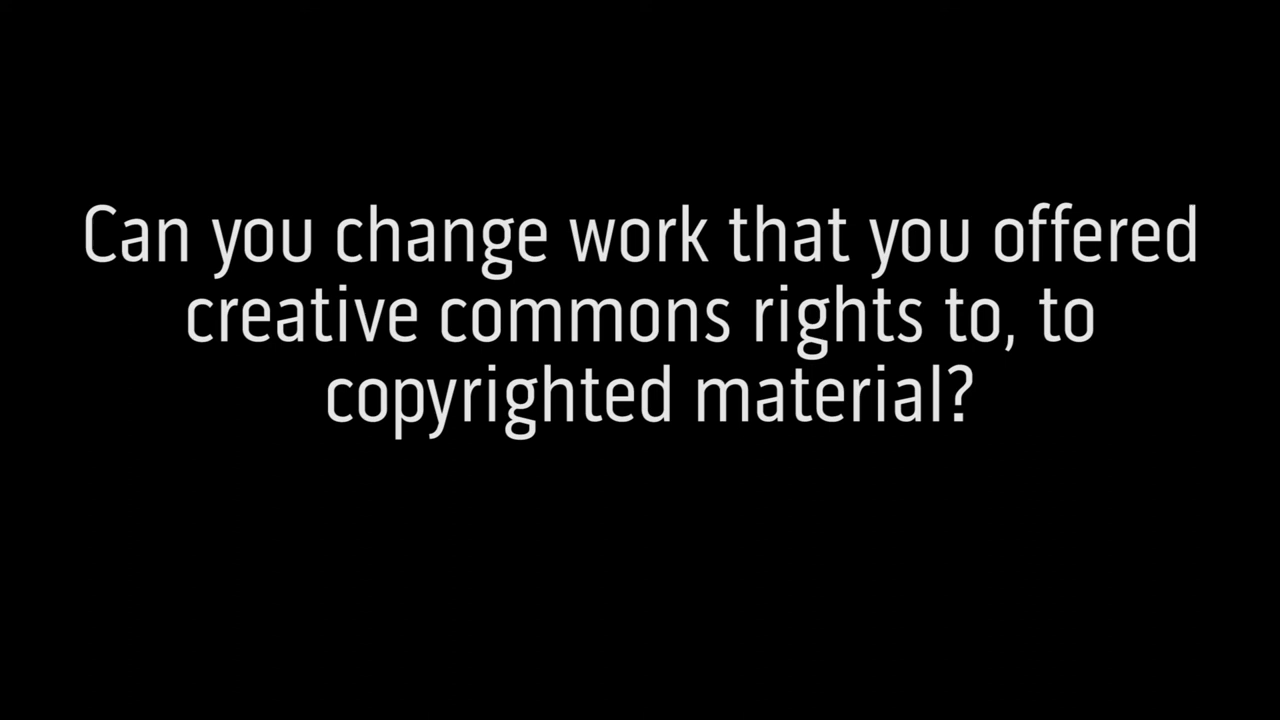 Can you change work that you offered
creative commons rights to, to
copyrighted material?